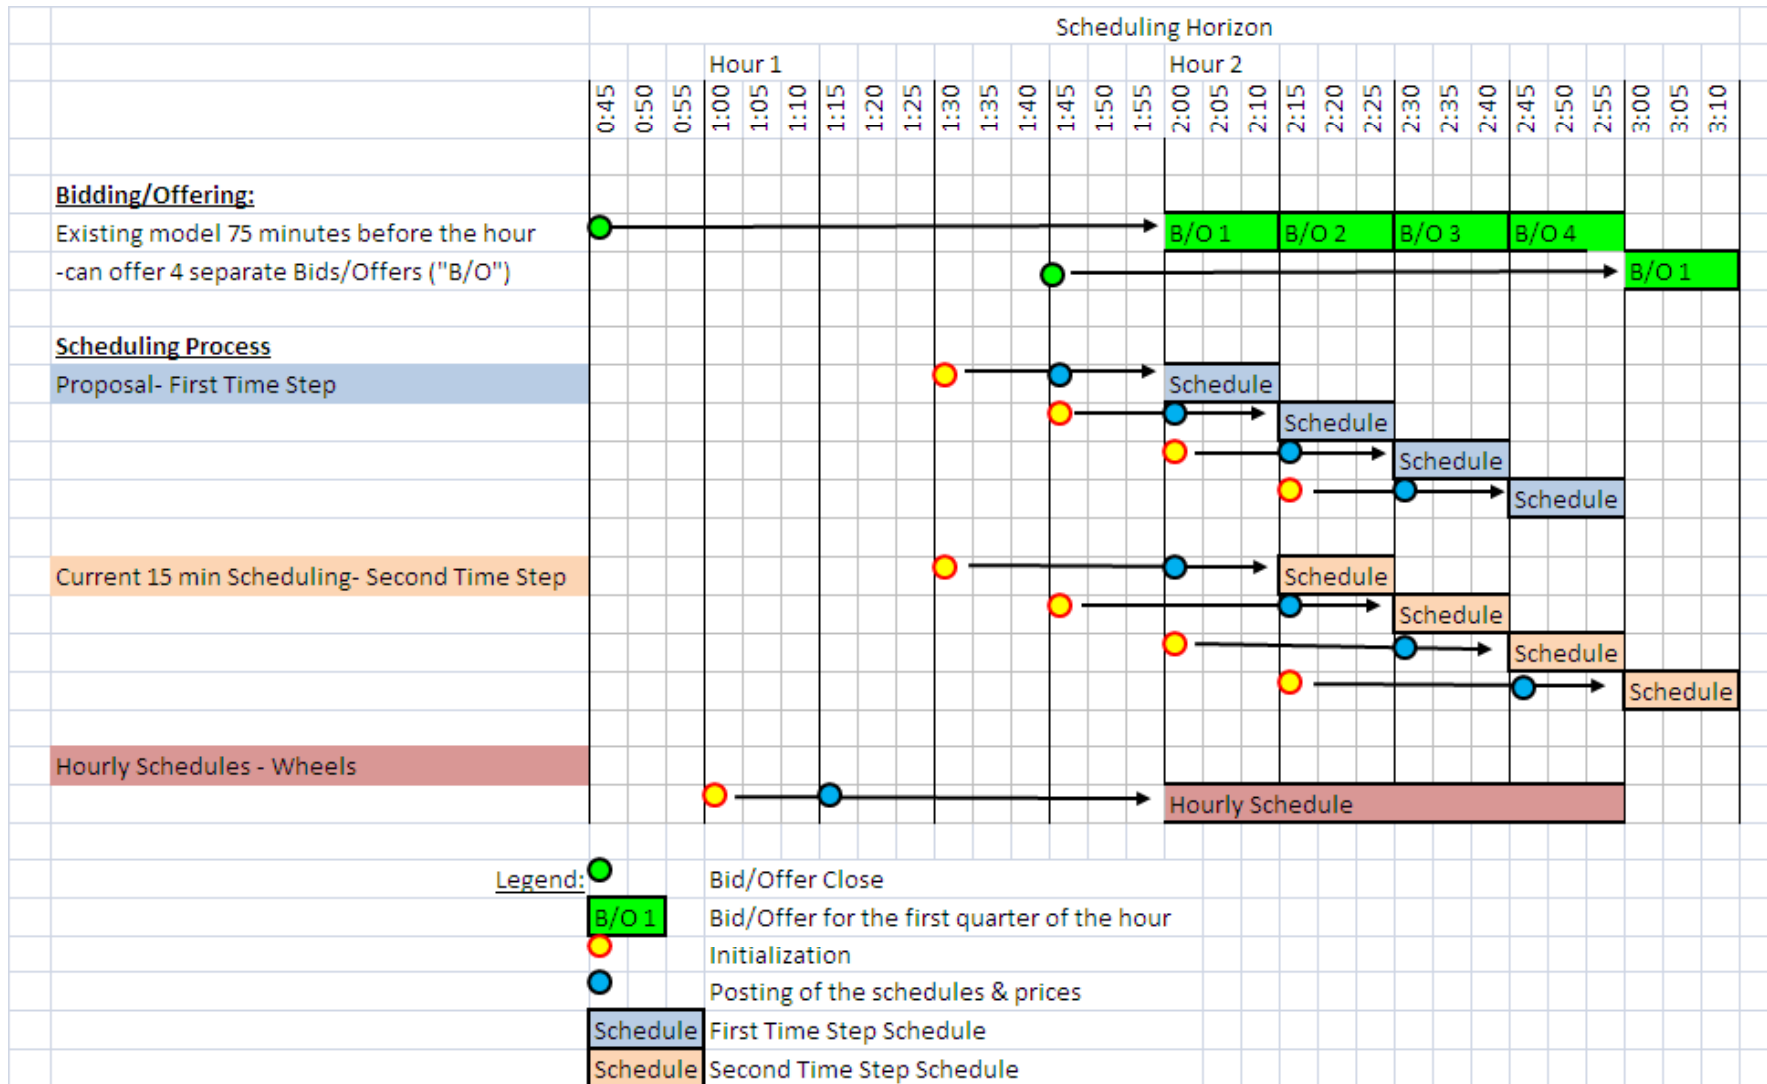 Scheduling Horizon
Hour 1 Hour 2
0:45 0:50 0:55 1:00 1:05 1:10 1:15 1:20 1:25 1:30 1:35 1:40 1:45 1:50 1:55 2:00 2:05 2:10 2:15 2:20 2:25 2:30 2:35 2:40 2:45 2:50 2:55 3:00 3:05 3:10
Bidding/Offering:
Existing model 75 minutes before the hour B/O 1 B/O 2 B/O 3 B/O 4
-can offer 4 separate Bids/Offers ("B/O") B/O 1
Scheduling Process
Proposal- First Time Step Schedule
Schedule
Schedule
Schedule
Current 15 min Scheduling- Second Time Step Schedule
Schedule
Schedule
Schedule
Hourly Schedules - Wheels
Hourly Schedule
Legend: Bid/Offer Close
B/O 1 Bid/Offer for the first quarter of the hour
Initialization
Posting of the schedules & prices
Schedule First Time Step Schedule
Schedule Second Time Step Schedule